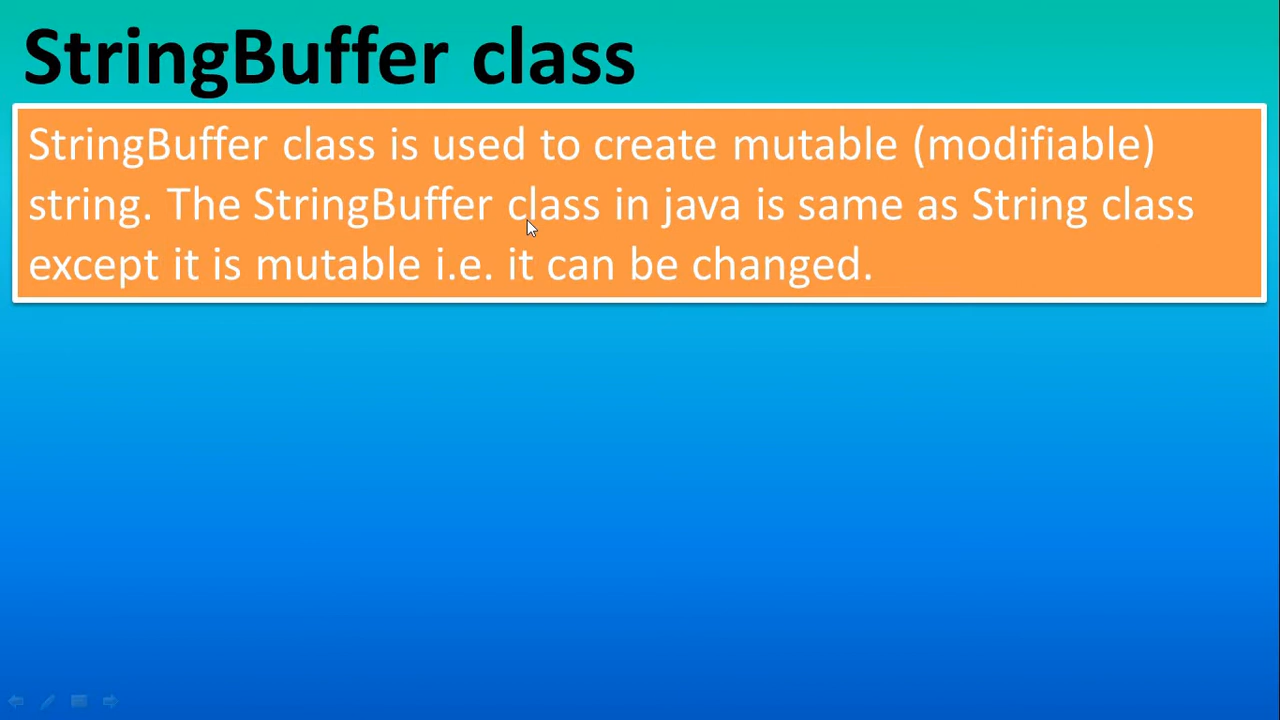 StringBuffer class
StringBuffer class is used to create mutable (modifiable)
string. The StringBuffer class in java is same as String class
except it is mutable i.e. it can be changed.